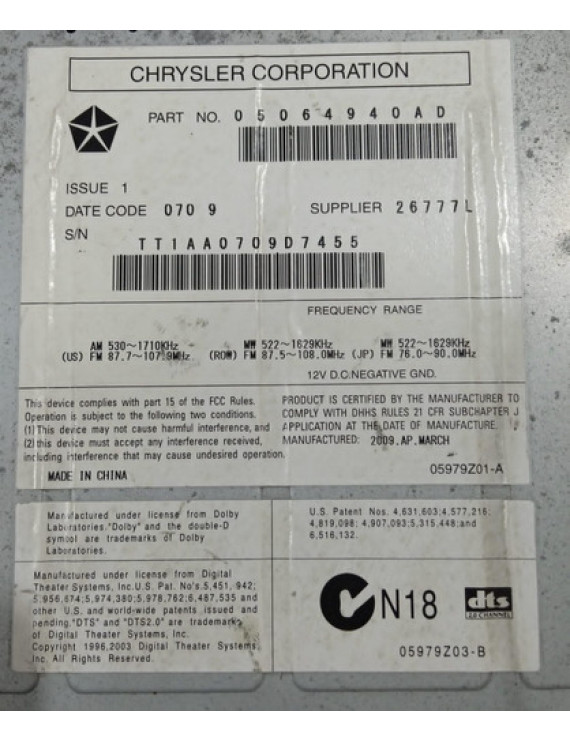 CHRYSLER CORPORATION
PART NO. 05064940AD
ISSUE 1
DATE CODE 0709 SUPPLIER 26777L
S/N
TT1AA0709D7455
FREQUENCY RANGE
AM 530~1710KHz MW 522~1629KHz MW 522~1629KHz
(US) FM 87.7~107.9MHz (ROW) FM 87.5~108.0MHz (JP) FM 76.0~90.0MHz
12V D.C.NEGATIVE GND.
This device complies with part 15 of the FCC Rules.
Operation is subject to the following two conditions.
(1)This device may not cause harmful interference, and
(2)this device must accept any interference received,
including interference that may cause undesired operation.
MADE IN CHINA
PRODUCT IS CERTIFIED BY THE MANUFACTURER TO
COMPLY WITH DHHS RULES 21 CFR SUBCHAPTER J
APPLICATION AT THE DATE OF MANUFACTURE.
MANUFACTURED: 2009.AP.MARCH
05979Z01-A
Manufactured under license from Dolby
Laboratories."Dolby" and the double-D
symbol are trademarks of Dolby
Laboratories.
Manufactured under license from Digital
Theater Systems, Inc.U.S. Pat. No's.5,451,942;
5,956,674;5,974,380;5,978,762;6,487,535 and
other U.S. and world-wide patents issued and
pending."DTS" and "DTS2.0" are trademarks
of Digital Theater Systems, Inc.
Copyright 1996,2003 Digital Theater Systems,
Inc. All Rights Reserved.
U.S. Patent Nos. 4,631,603;4,577,216;
4,819,098; 4,907,093;5,315,448;and
6,516,132.
N18
dts
2.0 CHANNEL
05979Z03-B